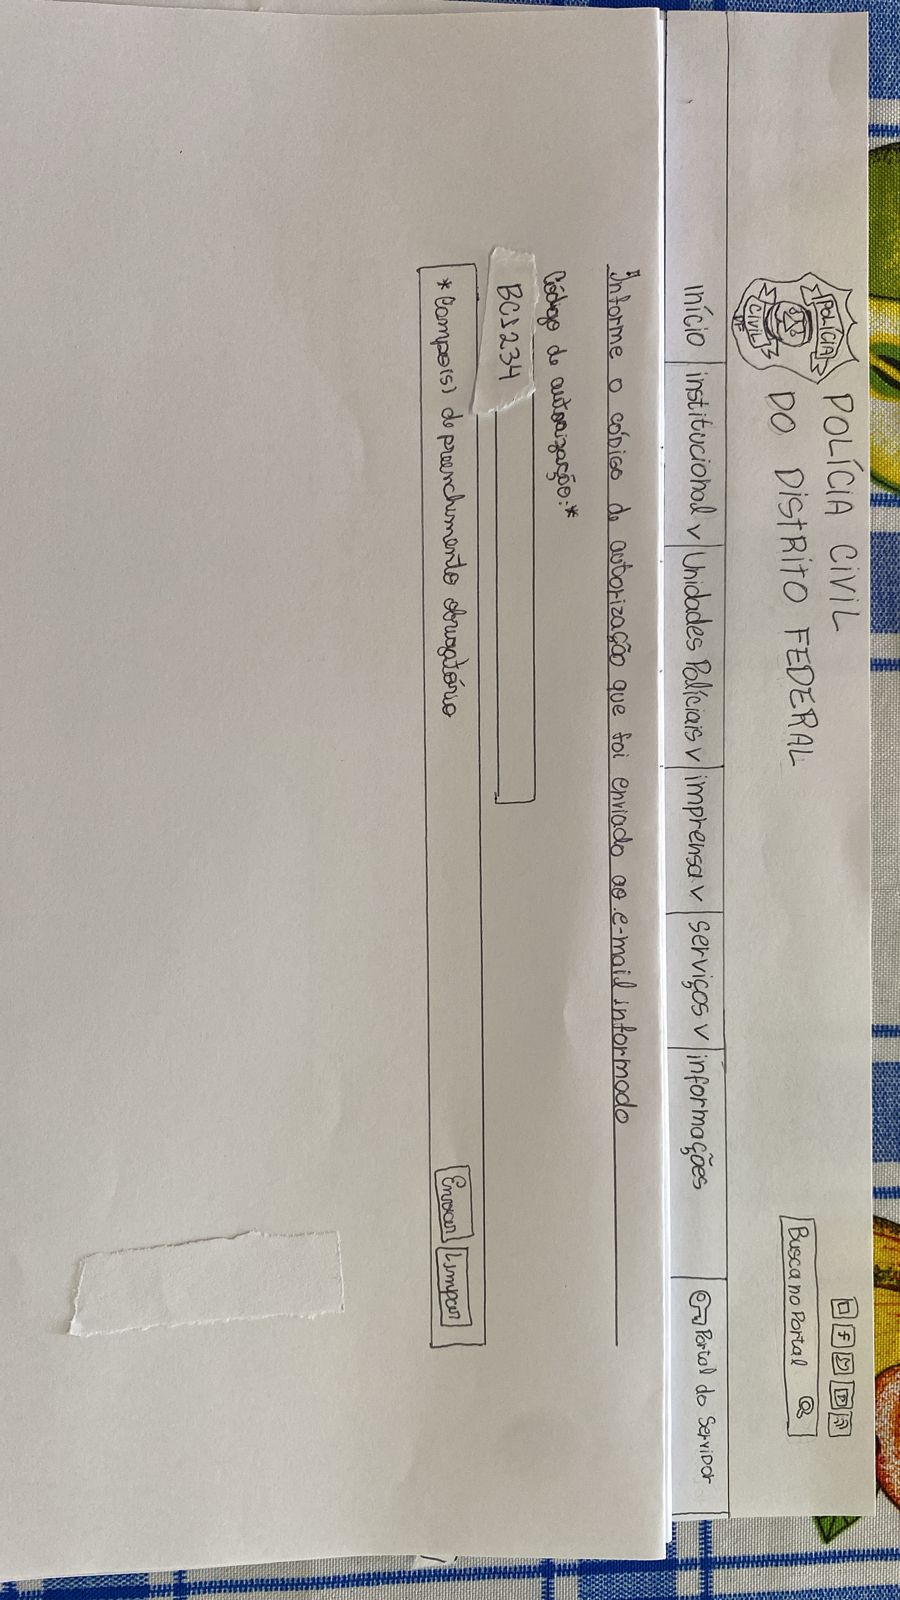 POLÍCIA
CIVIL
DF
POLÍCIA CIVIL
DO DISTRITO FEDERAL
Busca no Portal
início
institucional v
Unidades Policiais v
imprensa v
serviços v
informações
Portal do Servidor
Informe o código de autorização que foi enviado ao e-mail informado
Código de autorização:*
BC1234
*Campo(s) de preenchimento obrigatório
Enviar
Limpar